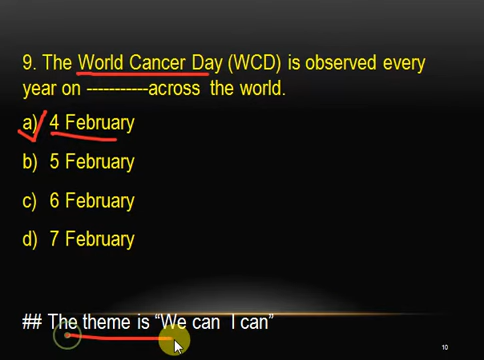 9. The World Cancer Day (WCD) is observed every
year on -----------across the world.
a) 4 February
b) 5 February
c) 6 February
d) 7 February
## The theme is “We can I can”
10